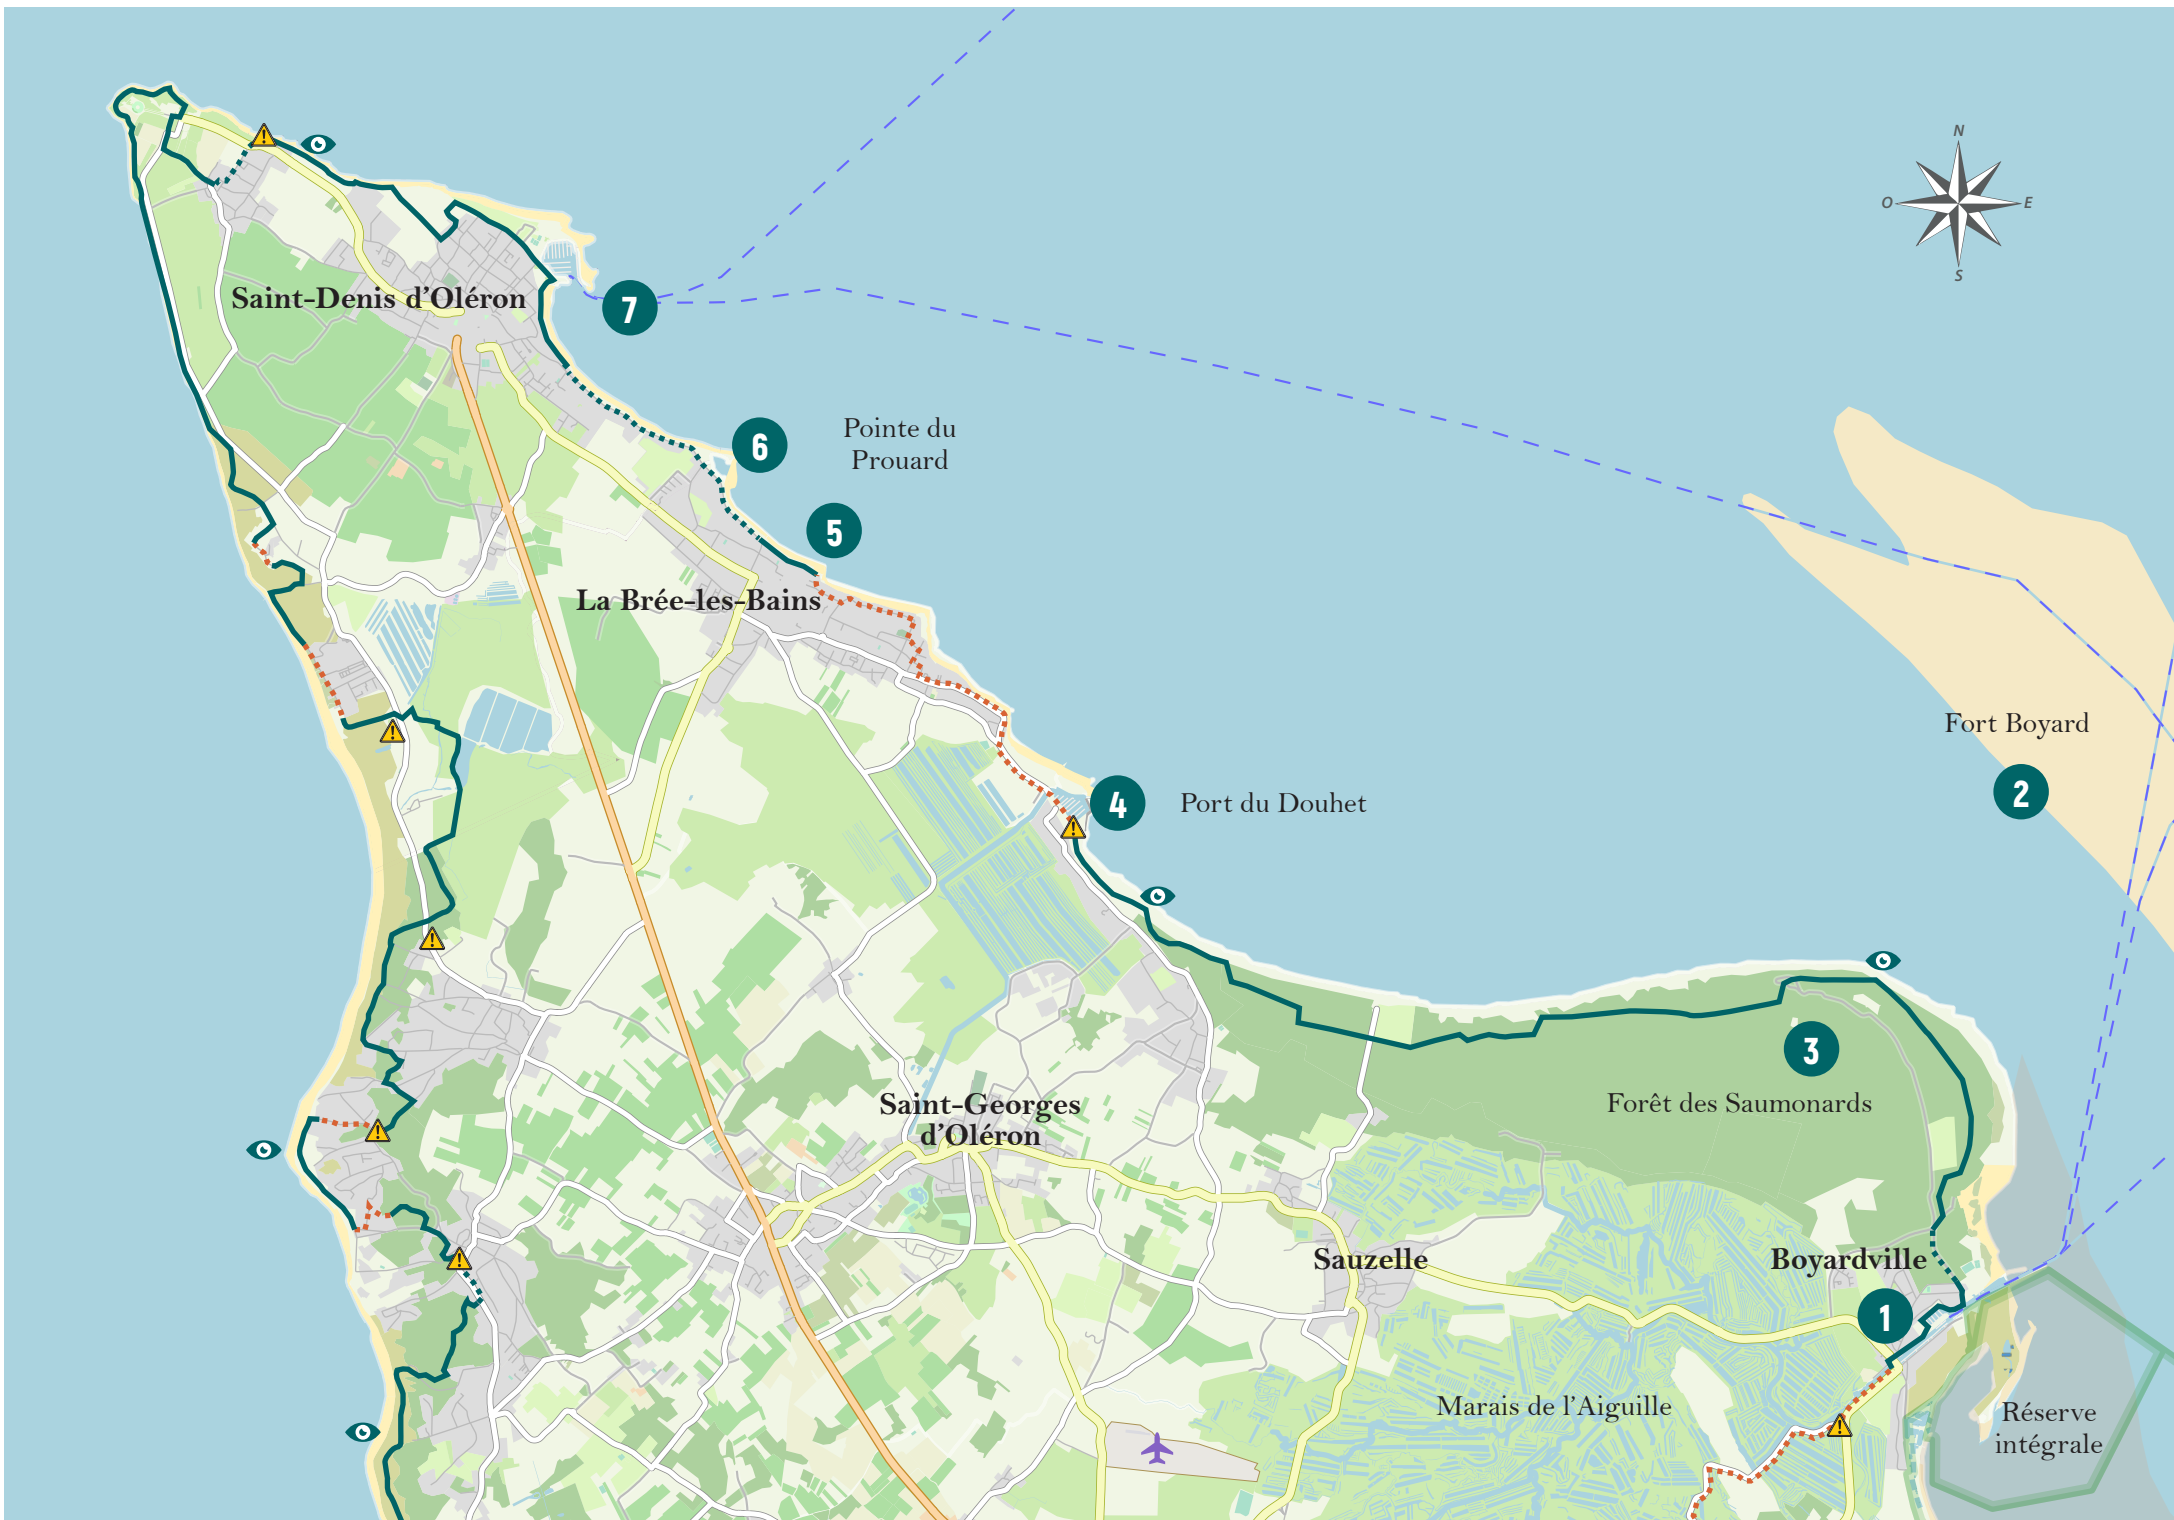 N
O
E
S
Saint-Denis d'Oléron
7
Pointe du
Prouard
6
5
La Brée-les-Bains
Fort Boyard
2
4
Port du Douhet
3
Forêt des Saumonards
Saint-Georges
d'Oléron
Sauzelle
Boyardville
1
Marais de l'Aiguille
Réserve
intégrale